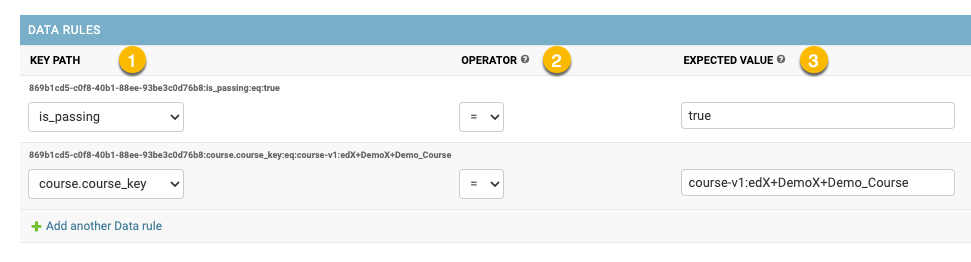 DATA RULES
KEY PATH 1 OPERATOR ? 2 EXPECTED VALUE ? 3
869b1cd5-c0f8-40b1-88ee-93be3c0d76b8:is_passing:eq:true
is_passing = true
869b1cd5-c0f8-40b1-88ee-93be3c0d76b8:course.course_key:eq:course-v1:edX+DemoX+Demo_Course
course.course_key = course-v1:edX+DemoX+Demo_Course
Add another Data rule